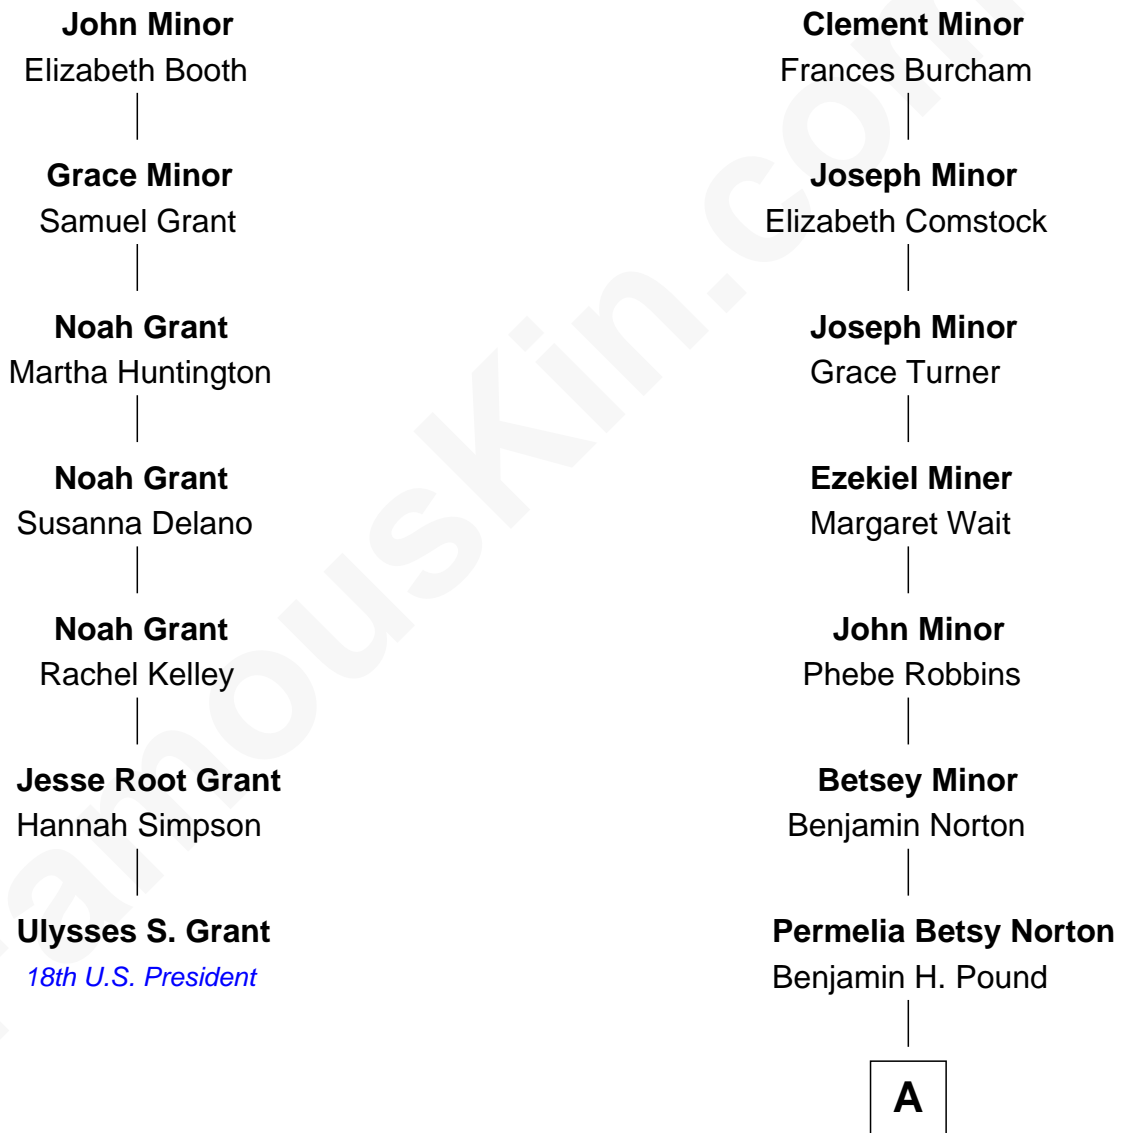 John Minor
Elizabeth Booth
Grace Minor
Samuel Grant
Noah Grant
Martha Huntington
Noah Grant
Susanna Delano
Noah Grant
Rachel Kelley
Jesse Root Grant
Hannah Simpson
Ulysses S. Grant
18th U.S. President
Clement Minor
Frances Burcham
Joseph Minor
Elizabeth Comstock
Joseph Minor
Grace Turner
Ezekiel Miner
Margaret Wait
John Minor
Phebe Robbins
Betsey Minor
Benjamin Norton
Permelia Betsy Norton
Benjamin H. Pound
A
FamousKin.com